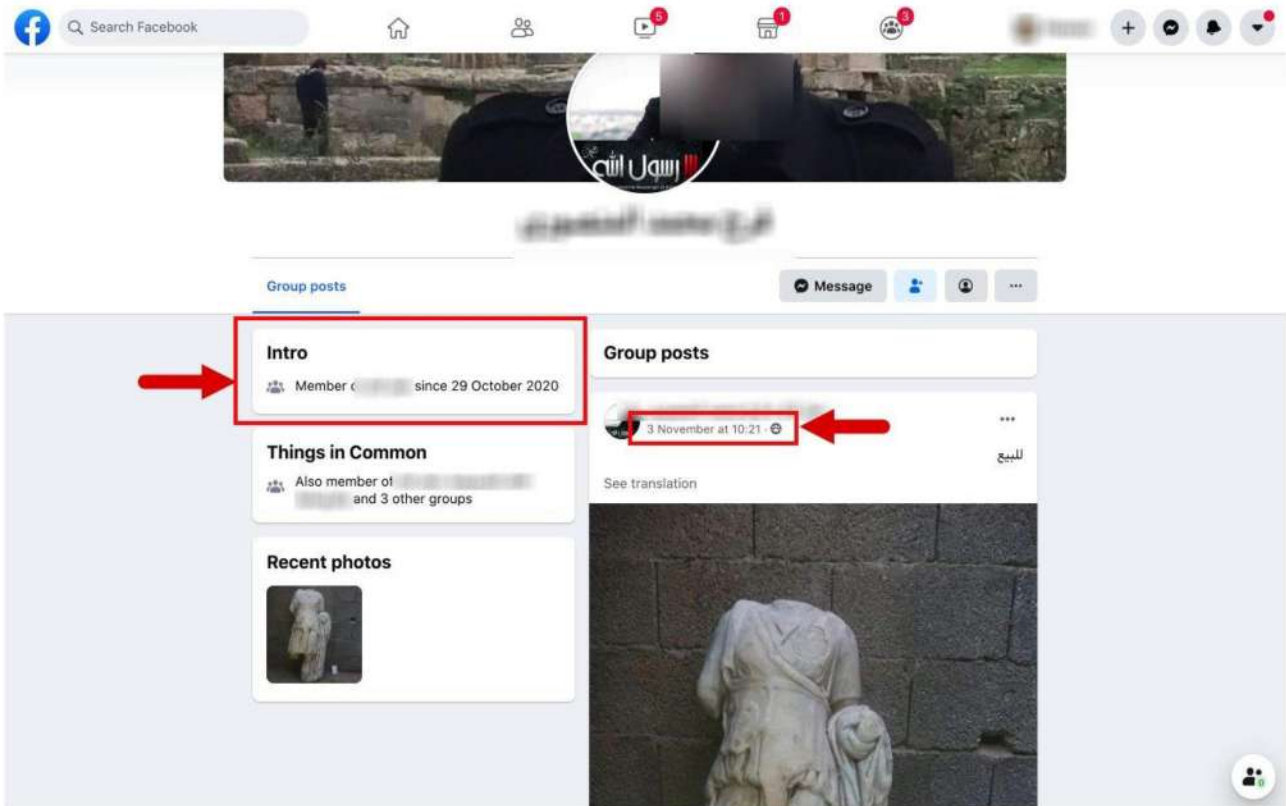 Search Facebook
5
1
3
رسول الله
Group posts
Message
Intro
Group posts
Member
since 29 October 2020
3 November at 10:21
Things in Common
للبيع
Also member of
and 3 other groups
See translation
Recent photos
0